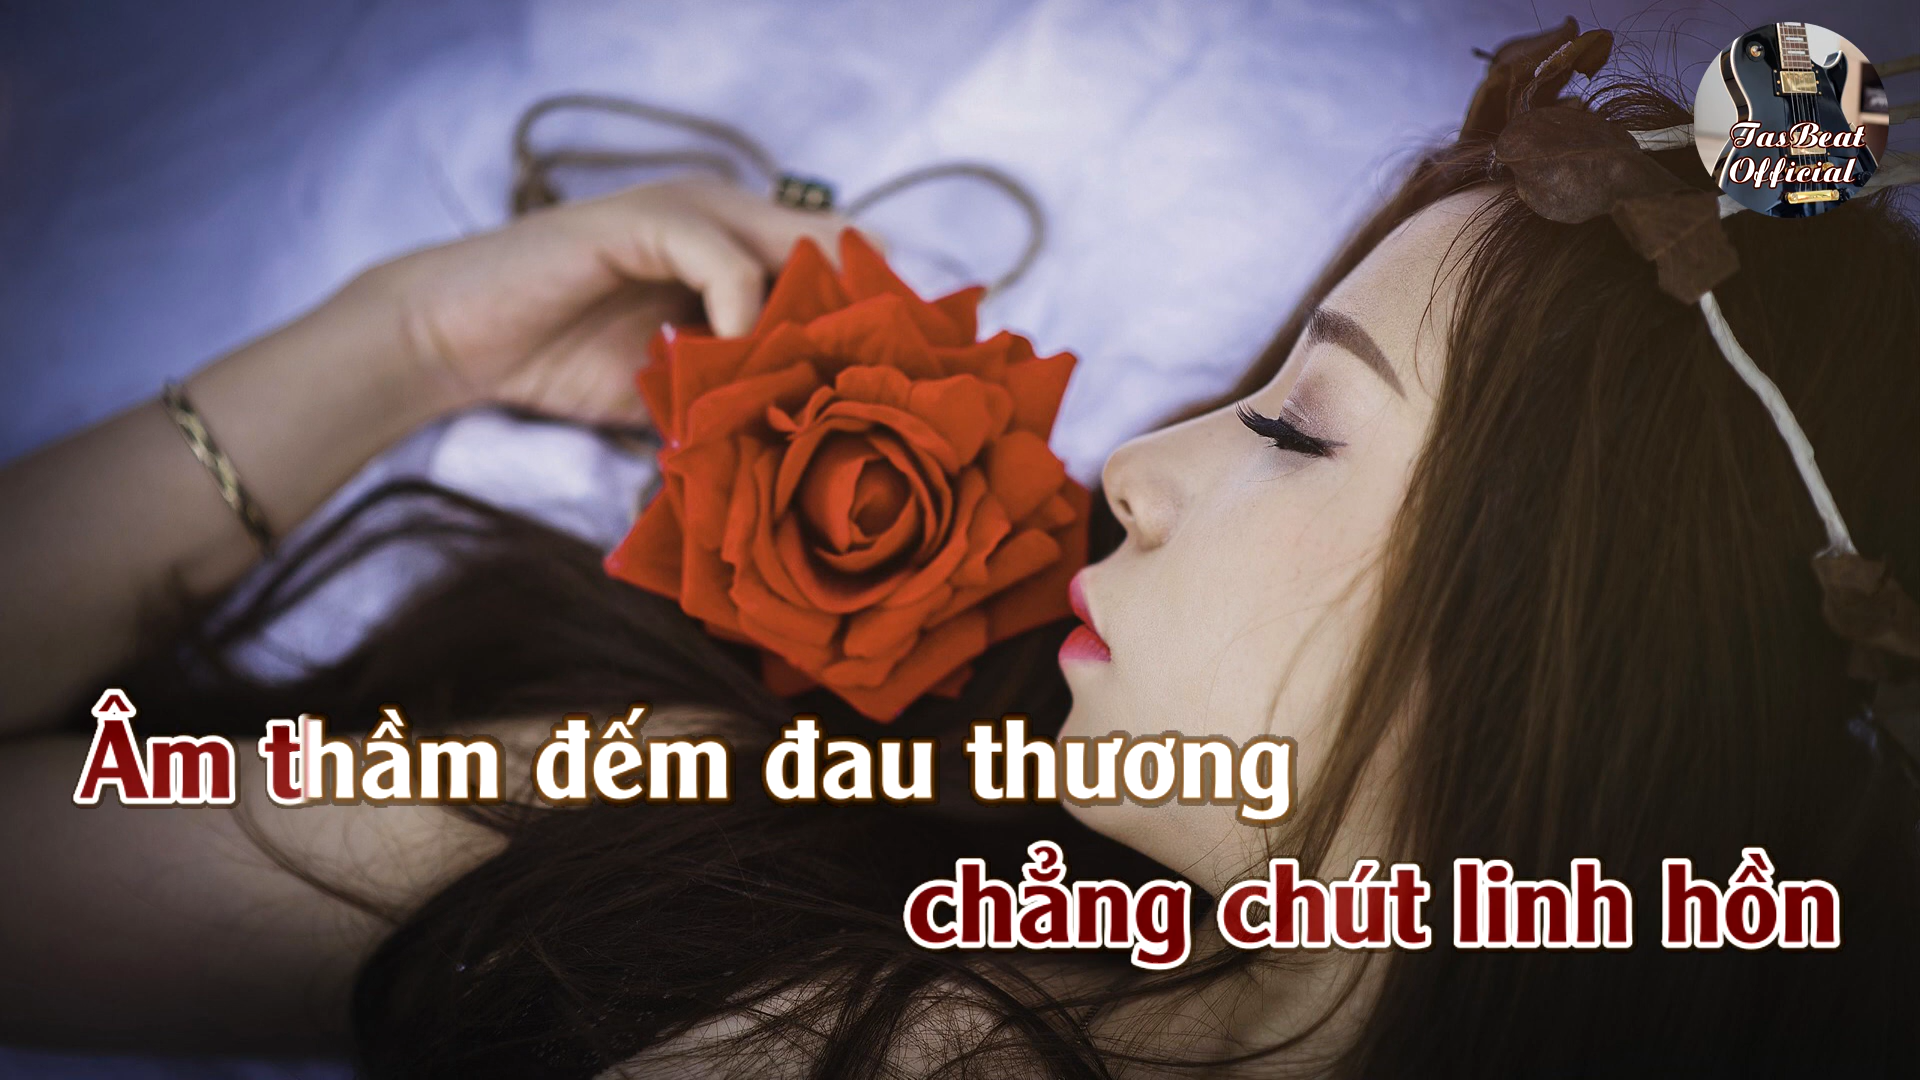 TasBeat
Official
Âm thầm đếm đau thương
chẳng chút linh hồn